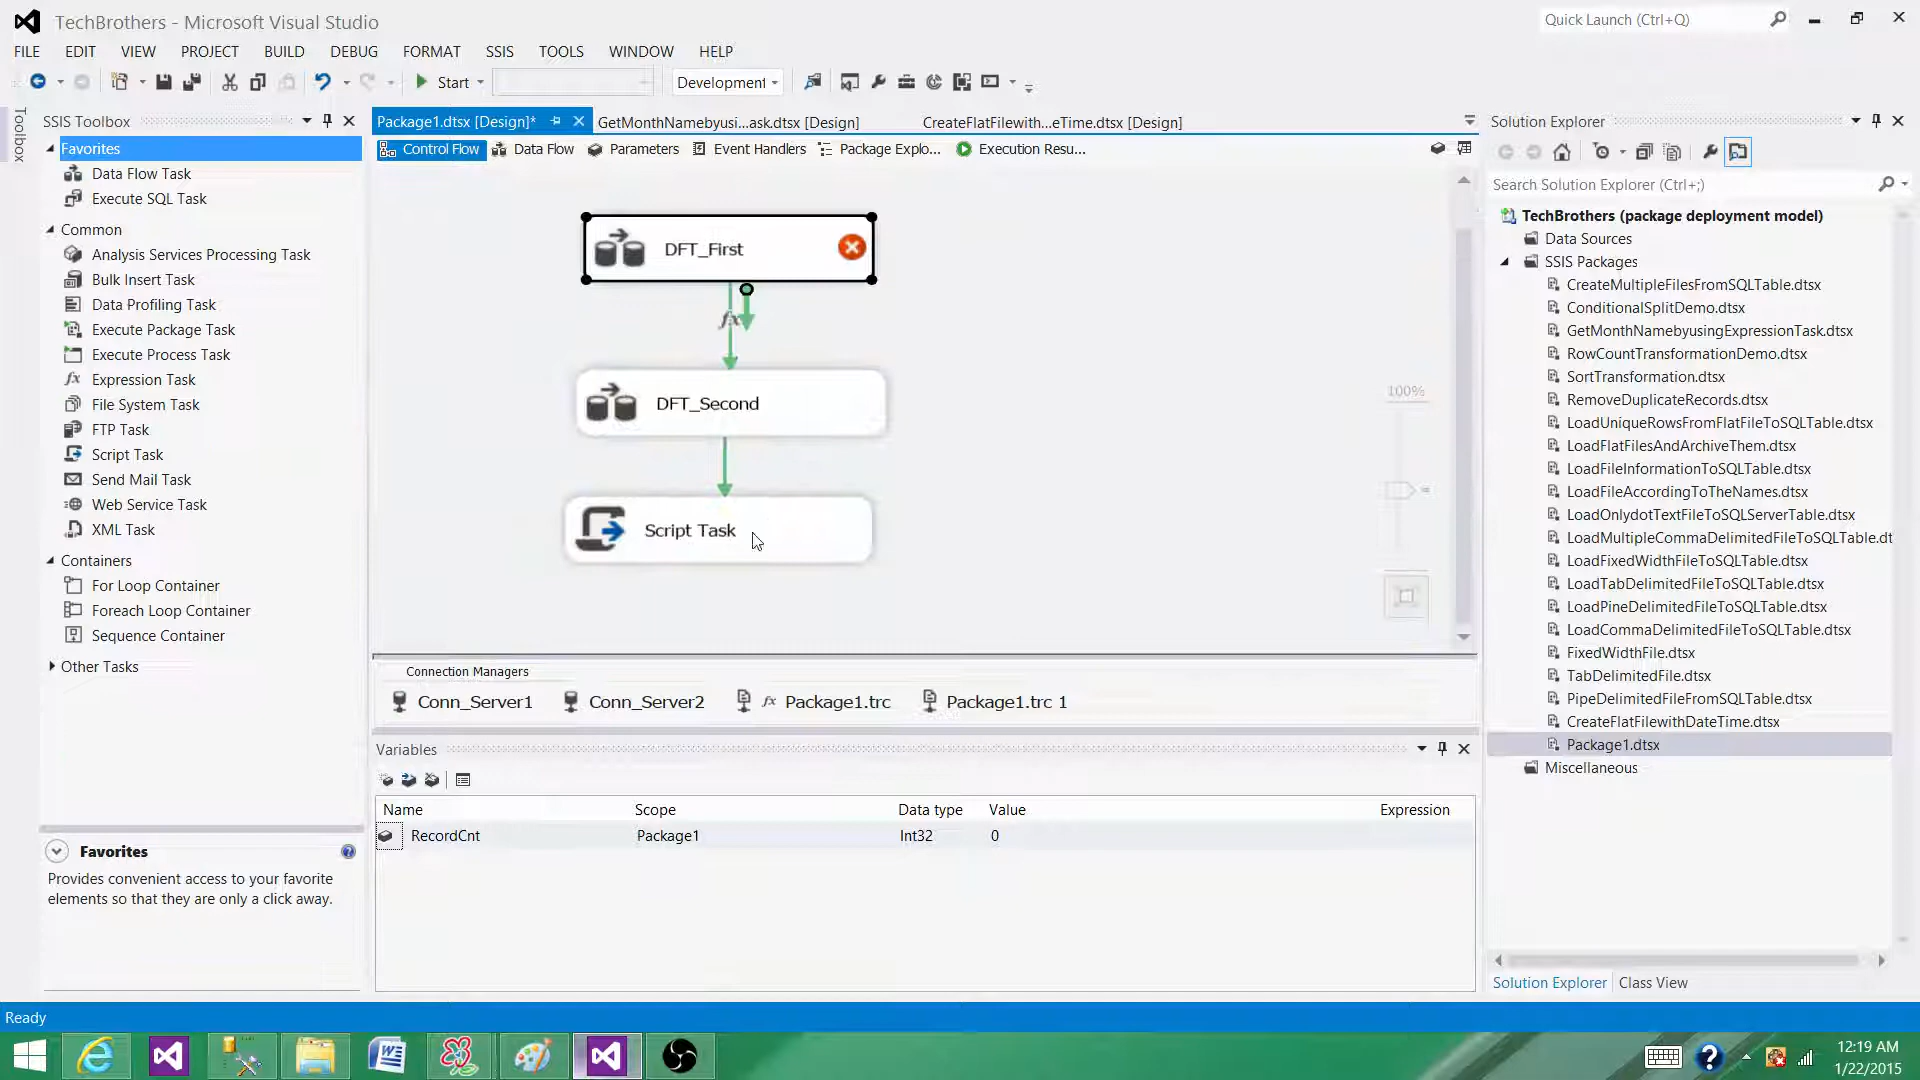 TechBrothers - Microsoft Visual Studio
Quick Launch (Ctrl+Q)
FILE EDIT VIEW PROJECT BUILD DEBUG FORMAT SSIS TOOLS WINDOW HELP
Start Development
Toolbox
SSIS Toolbox
Favorites
Data Flow Task
Execute SQL Task
Common
Analysis Services Processing Task
Bulk Insert Task
Data Profiling Task
Execute Package Task
Execute Process Task
Expression Task
File System Task
FTP Task
Script Task
Send Mail Task
Web Service Task
XML Task
Containers
For Loop Container
Foreach Loop Container
Sequence Container
Other Tasks
Favorites
Provides convenient access to your favorite
elements so that they are only a click away.
Package1.dtsx [Design]* GetMonthNamebyusi...ask.dtsx [Design] CreateFlatFilewith...eTime.dtsx [Design]
Control Flow Data Flow Parameters Event Handlers Package Explo... Execution Resu...
DFT_First
fx
DFT_Second
Script Task
100%
Connection Managers
Conn_Server1 Conn_Server2 fx Package1.trc Package1.trc 1
Variables
Name Scope Data type Value Expression
RecordCnt Package1 Int32 0
Solution Explorer
Search Solution Explorer (Ctrl+;)
TechBrothers (package deployment model)
Data Sources
SSIS Packages
CreateMultipleFilesFromSQLTable.dtsx
ConditionalSplitDemo.dtsx
GetMonthNamebyusingExpressionTask.dtsx
RowCountTransformationDemo.dtsx
SortTransformation.dtsx
RemoveDuplicateRecords.dtsx
LoadUniqueRowsFromFlatFileToSQLTable.dtsx
LoadFlatFilesAndArchiveThem.dtsx
LoadFileInformationToSQLTable.dtsx
LoadFileAccordingToTheNames.dtsx
LoadOnlydotTextFileToSQLServerTable.dtsx
LoadMultipleCommaDelimitedFileToSQLTable.dt
LoadFixedWidthFileToSQLTable.dtsx
LoadTabDelimitedFileToSQLTable.dtsx
LoadPineDelimitedFileToSQLTable.dtsx
LoadCommaDelimitedFileToSQLTable.dtsx
FixedWidthFile.dtsx
TabDelimitedFile.dtsx
PipeDelimitedFileFromSQLTable.dtsx
CreateFlatFilewithDateTime.dtsx
Package1.dtsx
Miscellaneous
Solution Explorer Class View
Ready
12:19 AM
1/22/2015